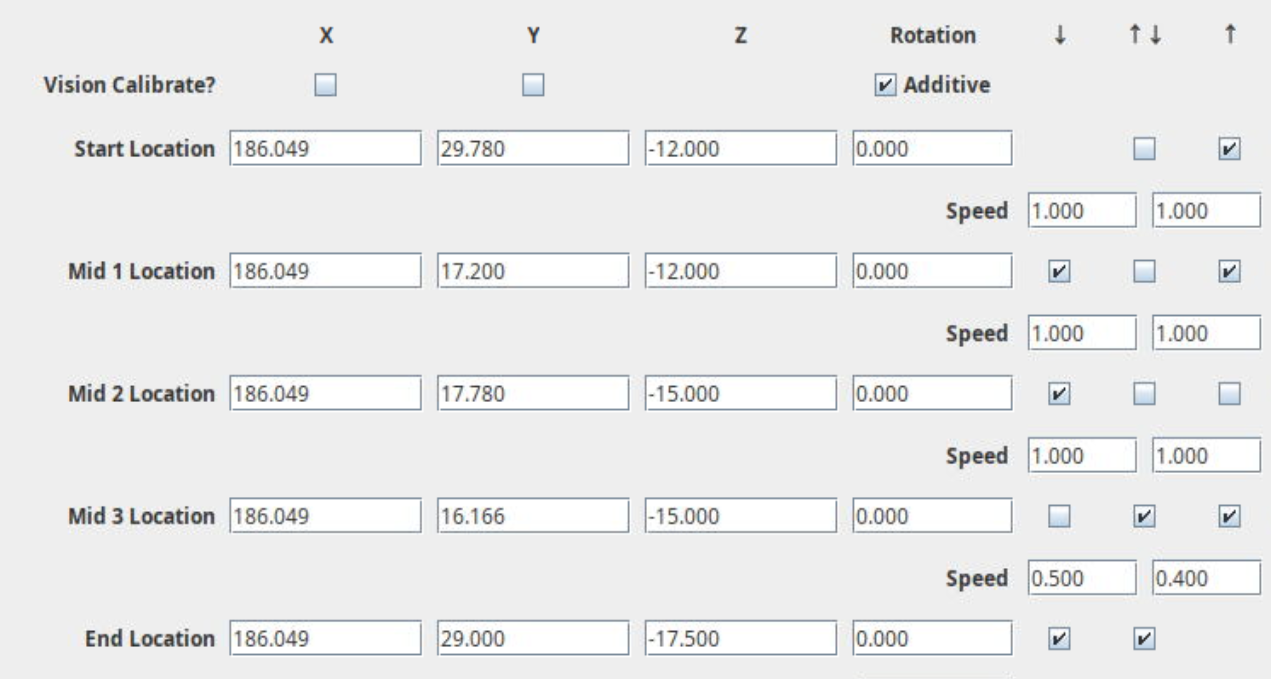 X Y Z Rotation ↓ ↑↓ ↑
Vision Calibrate? Additive
Start Location 186.049 29.780 -12.000 0.000
Speed 1.000 1.000
Mid 1 Location 186.049 17.200 -12.000 0.000
Speed 1.000 1.000
Mid 2 Location 186.049 17.780 -15.000 0.000
Speed 1.000 1.000
Mid 3 Location 186.049 16.166 -15.000 0.000
Speed 0.500 0.400
End Location 186.049 29.000 -17.500 0.000